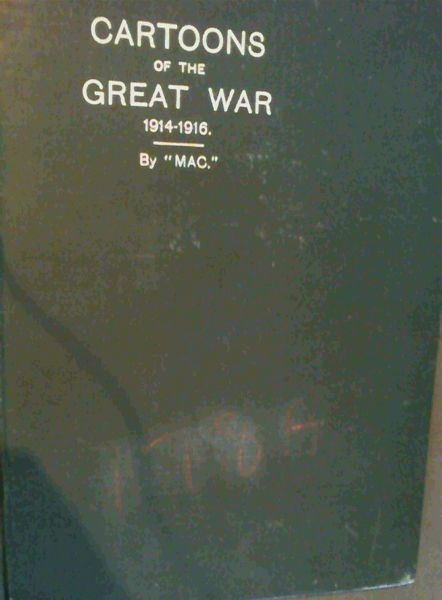 CARTOONS
OF THE
GREAT WAR
1914-1916.
By "MAC."